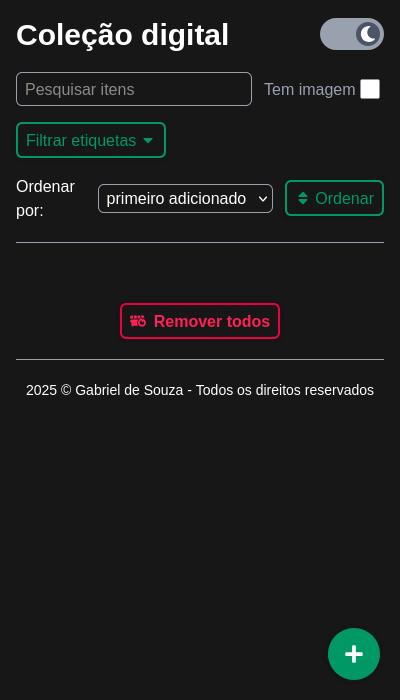 Coleção digital
Pesquisar itens
Tem imagem
Filtrar etiquetas
Ordenar por:
primeiro adicionado
Ordenar
Remover todos
2025 © Gabriel de Souza - Todos os direitos reservados